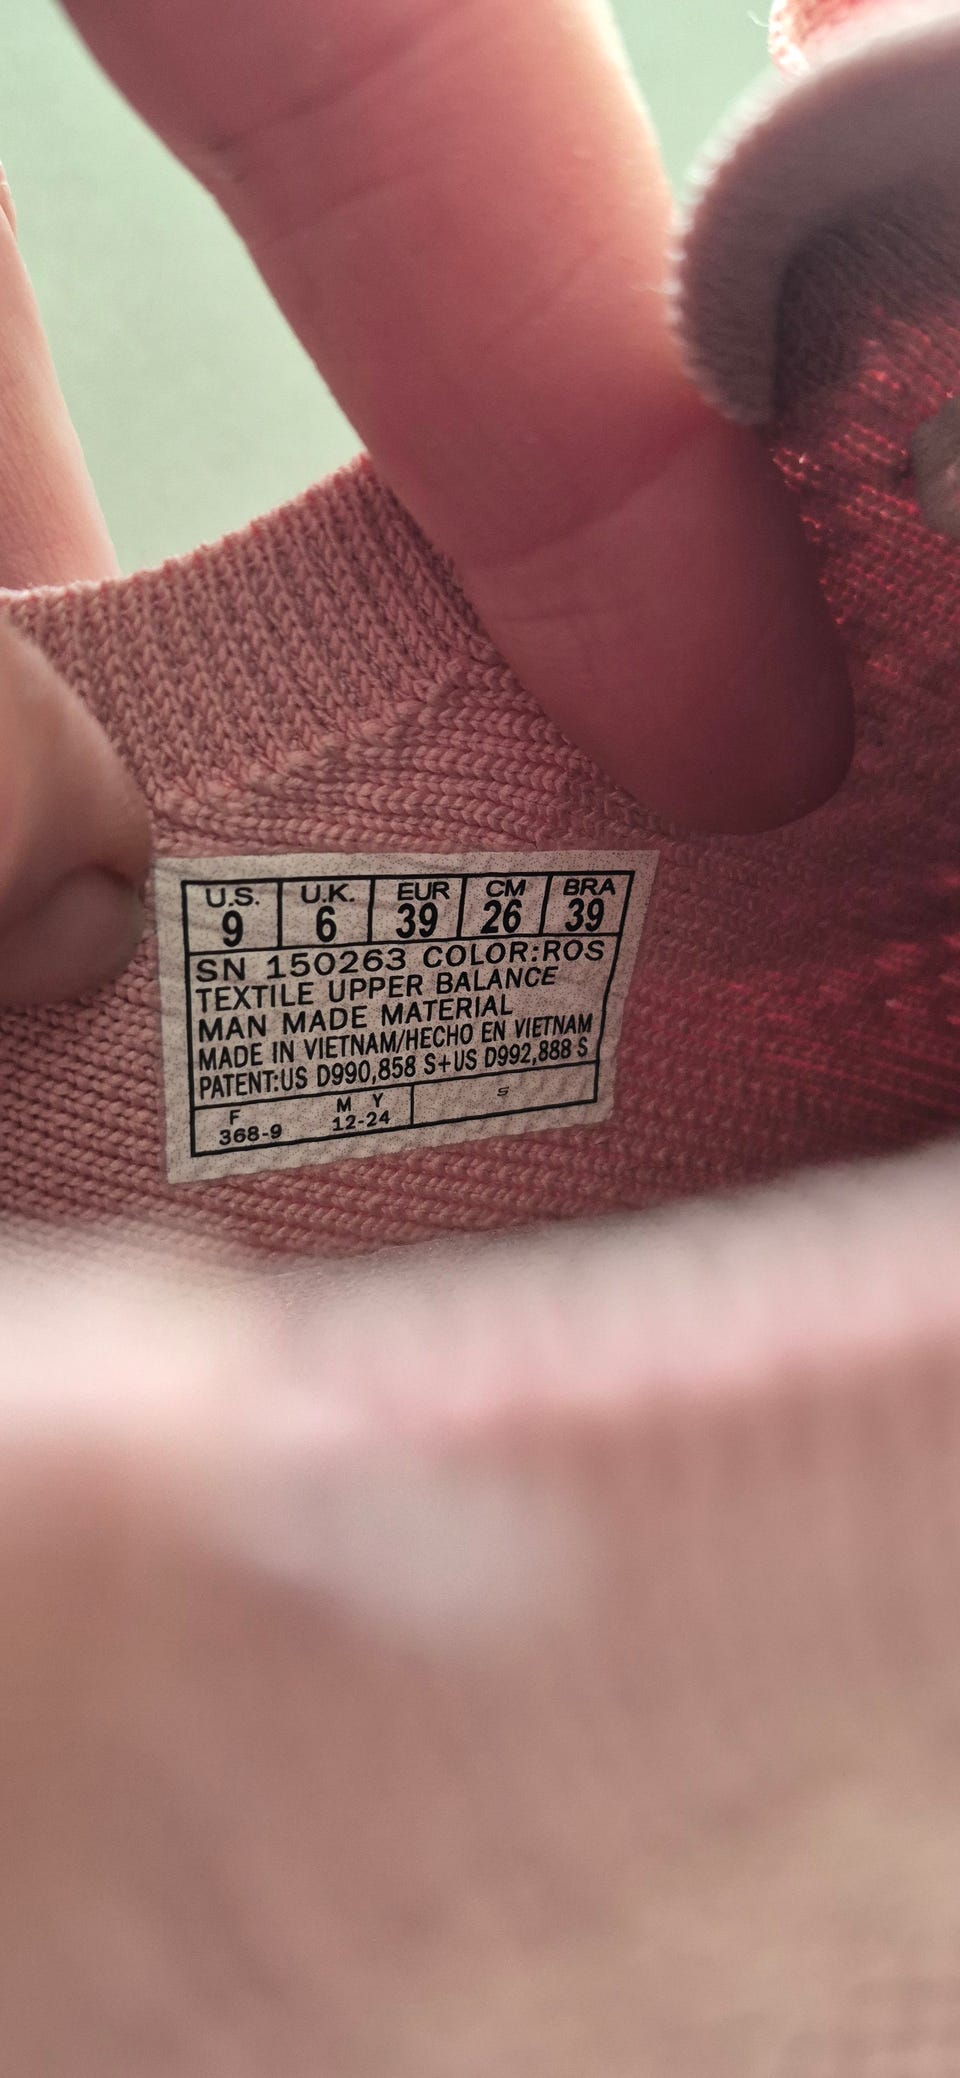 U.S. U.K. EUR CM BRA
9 6 39 26 39
SN 150263 COLOR:ROS
TEXTILE UPPER BALANCE
MAN MADE MATERIAL
MADE IN VIETNAM/HECHO EN VIETNAM
PATENT:US D990,858 S+US D992,888 S
F M Y S
368-9 12-24